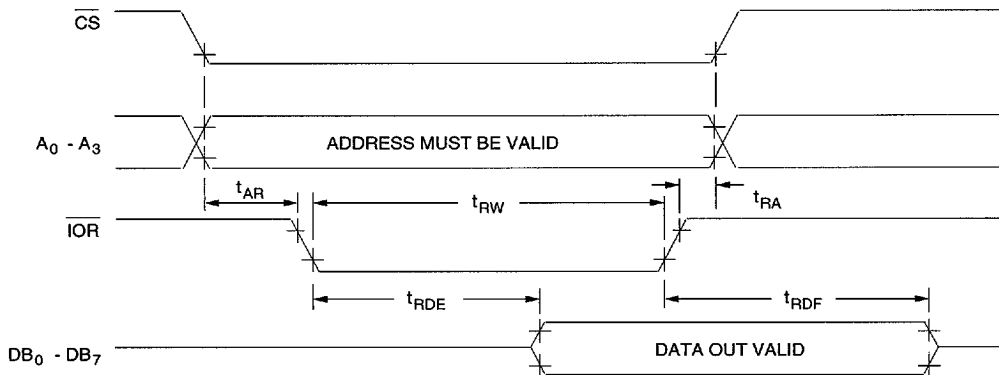 CS
A0 - A3
ADDRESS MUST BE VALID
tAR
tRW
tRA
IOR
tRDE
tRDF
DB0 - DB7
DATA OUT VALID